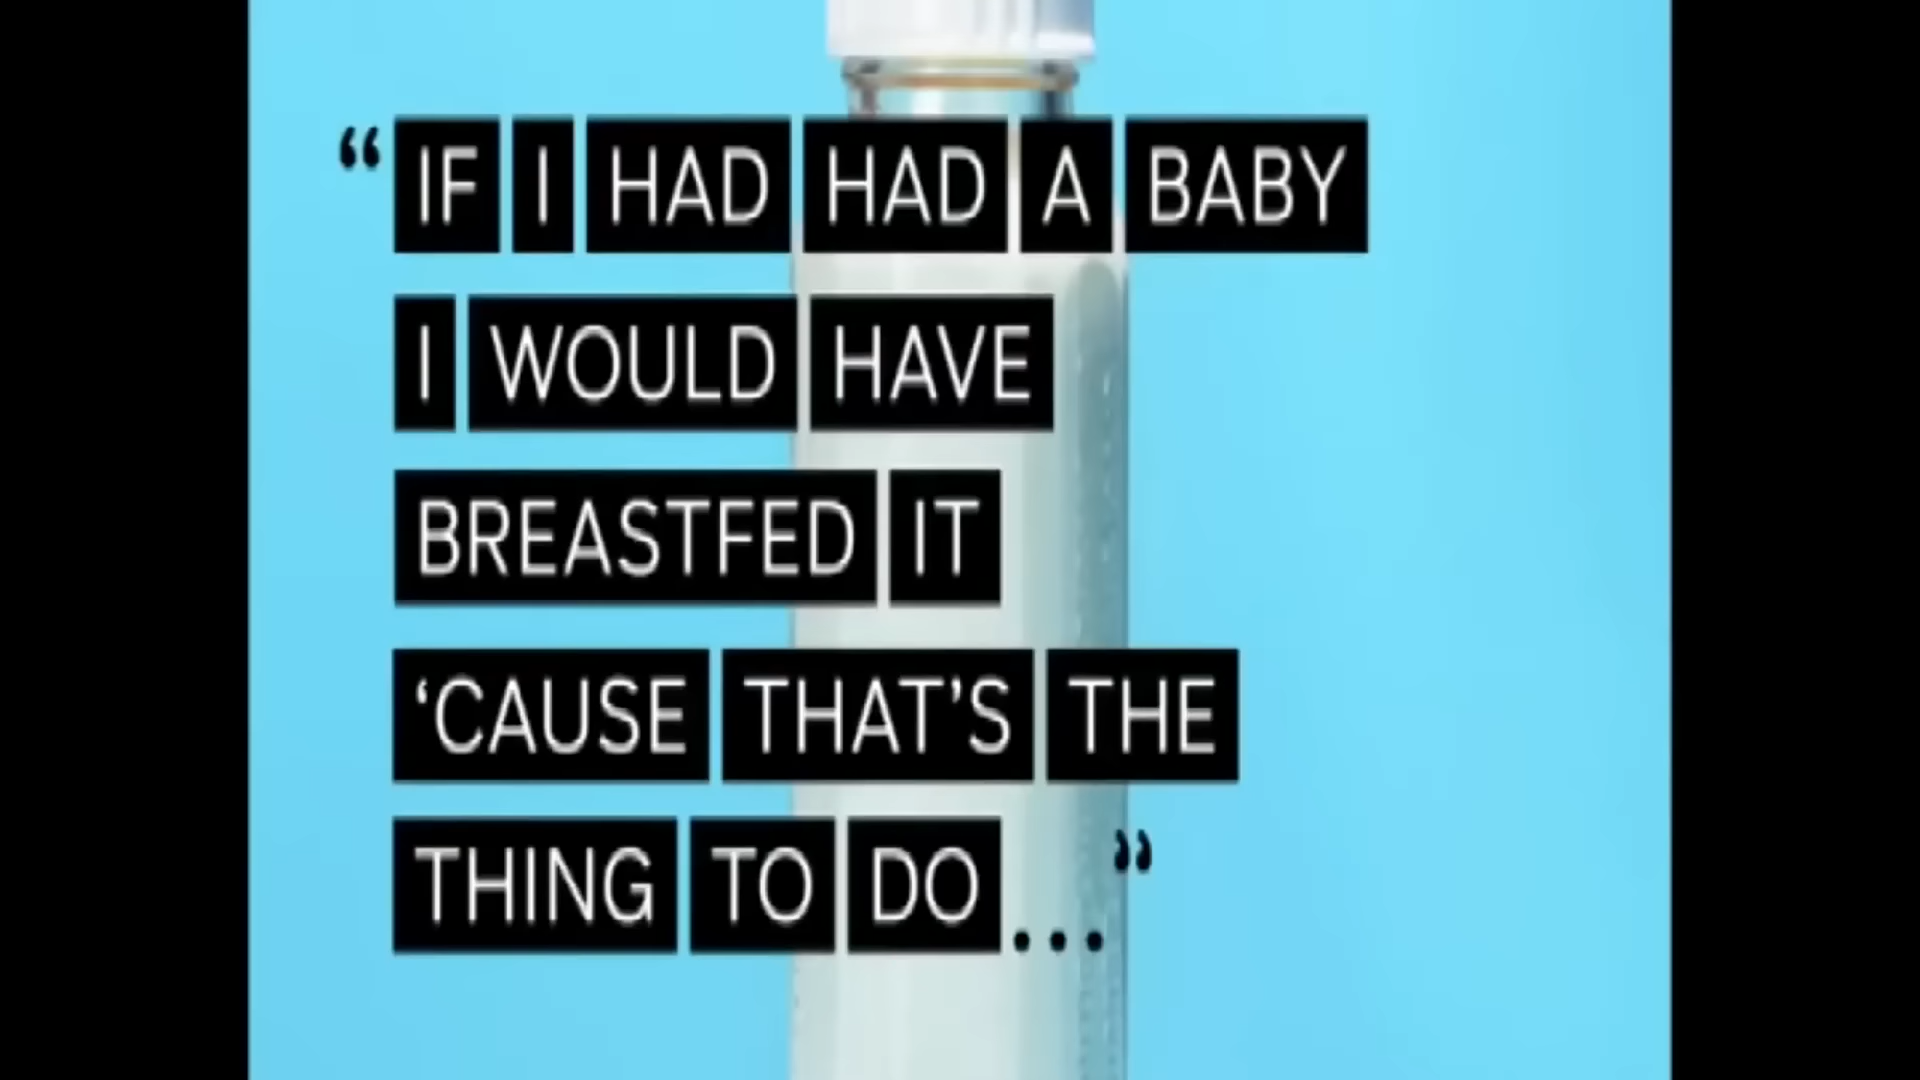 “IF I HAD HAD A BABY
I WOULD HAVE
BREASTFED IT
‘CAUSE THAT’S THE
THING TO DO...”